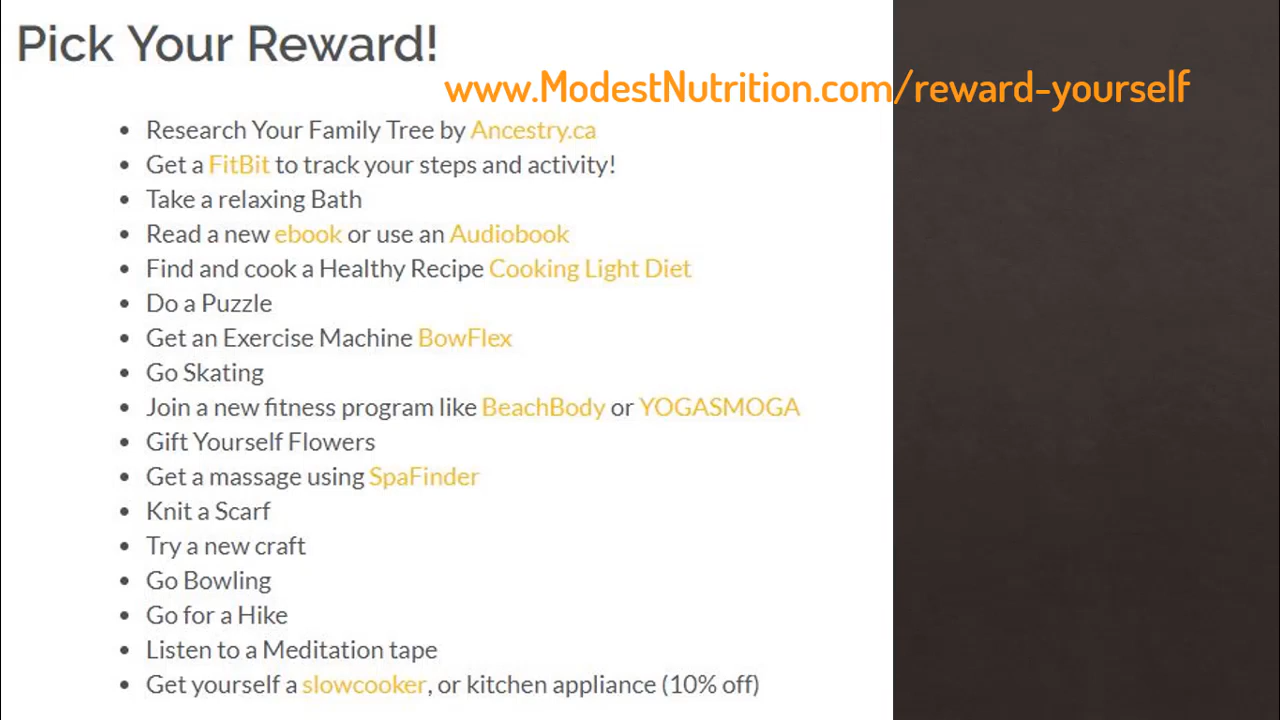 Pick Your Reward!
www.ModestNutrition.com/reward-yourself
• Research Your Family Tree by Ancestry.ca
• Get a FitBit to track your steps and activity!
• Take a relaxing Bath
• Read a new ebook or use an Audiobook
• Find and cook a Healthy Recipe Cooking Light Diet
• Do a Puzzle
• Get an Exercise Machine BowFlex
• Go Skating
• Join a new fitness program like BeachBody or YOGASMOGA
• Gift Yourself Flowers
• Get a massage using SpaFinder
• Knit a Scarf
• Try a new craft
• Go Bowling
• Go for a Hike
• Listen to a Meditation tape
• Get yourself a slowcooker, or kitchen appliance (10% off)